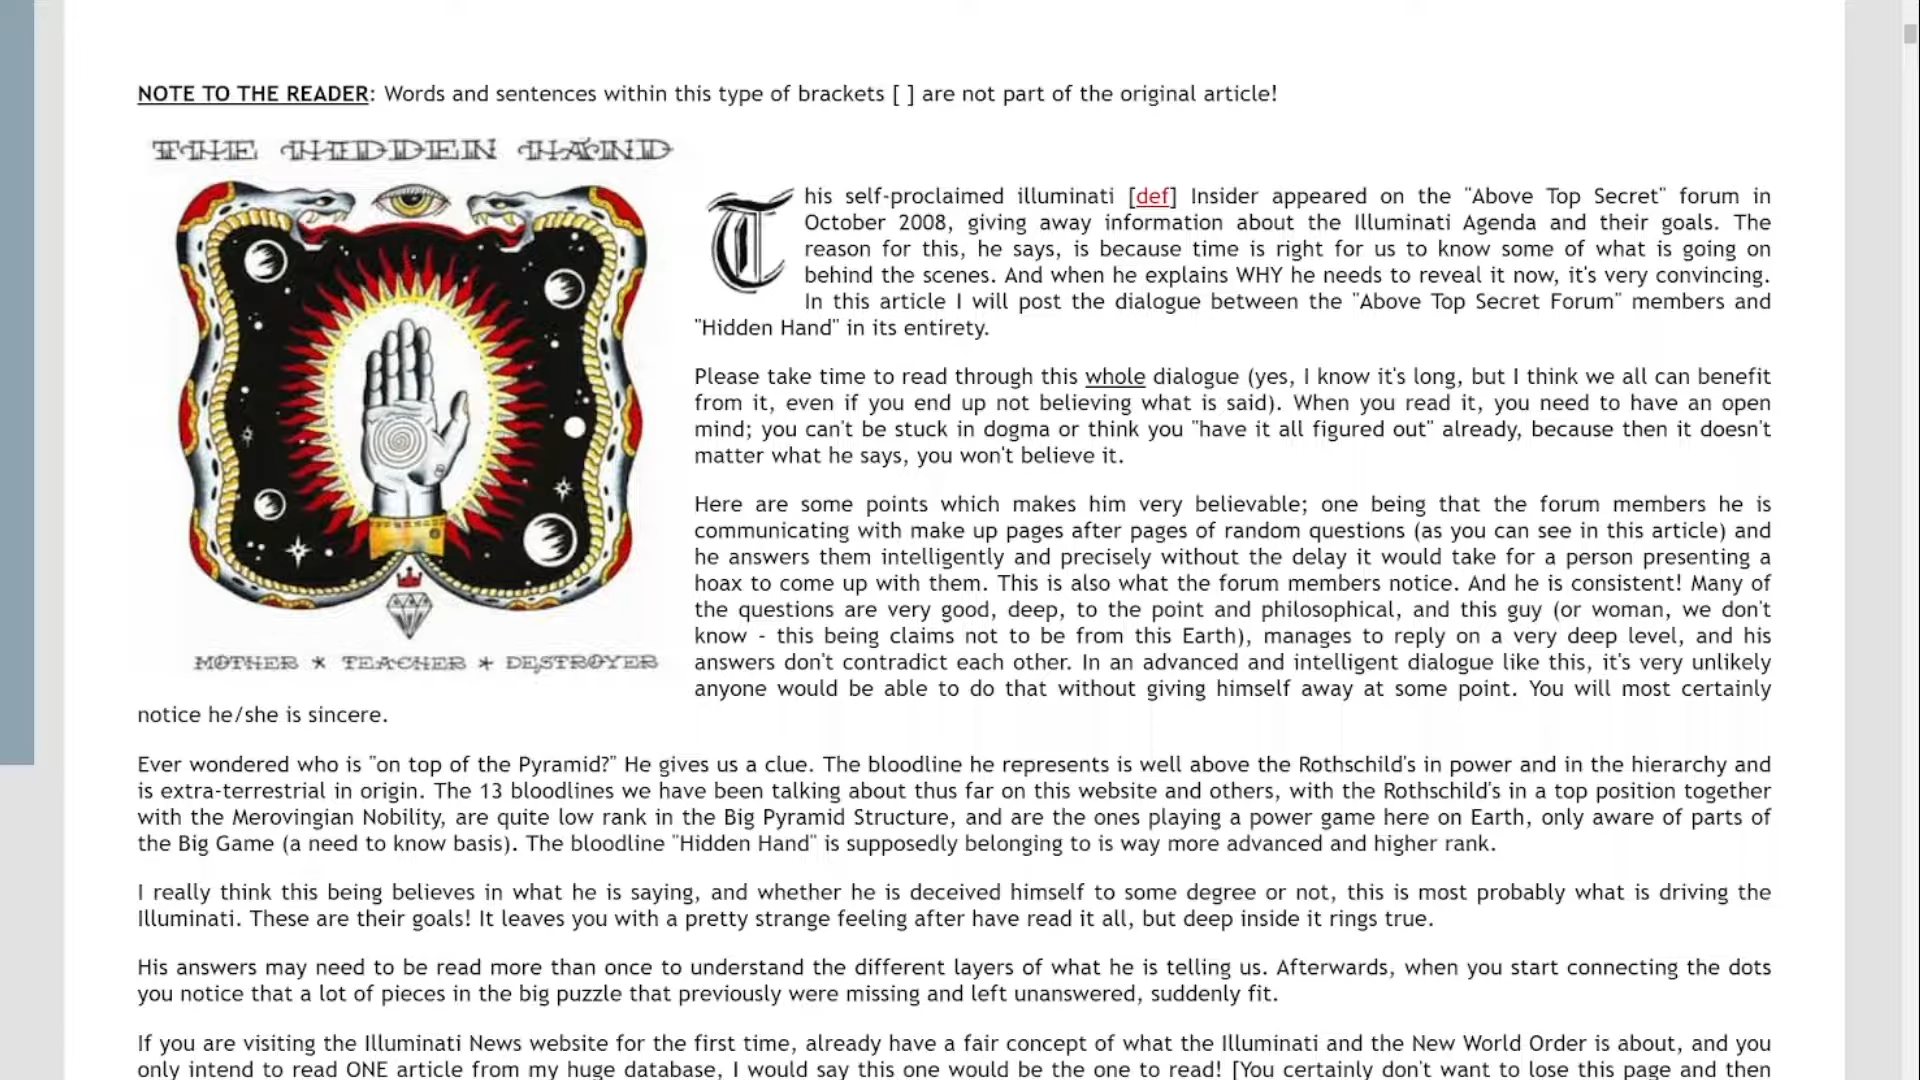 NOTE TO THE READER: Words and sentences within this type of brackets [ ] are not part of the original article!
THE HIDDEN HAND
MOTHER * TEACHER * DESTROYER
This self-proclaimed illuminati [def] Insider appeared on the "Above Top Secret" forum in
October 2008, giving away information about the Illuminati Agenda and their goals. The
reason for this, he says, is because time is right for us to know some of what is going on
behind the scenes. And when he explains WHY he needs to reveal it now, it's very convincing.
In this article I will post the dialogue between the "Above Top Secret Forum" members and
"Hidden Hand" in its entirety.
Please take time to read through this whole dialogue (yes, I know it's long, but I think we all can benefit
from it, even if you end up not believing what is said). When you read it, you need to have an open
mind; you can't be stuck in dogma or think you "have it all figured out" already, because then it doesn't
matter what he says, you won't believe it.
Here are some points which makes him very believable; one being that the forum members he is
communicating with make up pages after pages of random questions (as you can see in this article) and
he answers them intelligently and precisely without the delay it would take for a person presenting a
hoax to come up with them. This is also what the forum members notice. And he is consistent! Many of
the questions are very good, deep, to the point and philosophical, and this guy (or woman, we don't
know - this being claims not to be from this Earth), manages to reply on a very deep level, and his
answers don't contradict each other. In an advanced and intelligent dialogue like this, it's very unlikely
anyone would be able to do that without giving himself away at some point. You will most certainly
notice he/she is sincere.
Ever wondered who is "on top of the Pyramid?" He gives us a clue. The bloodline he represents is well above the Rothschild's in power and in the hierarchy and
is extra-terrestrial in origin. The 13 bloodlines we have been talking about thus far on this website and others, with the Rothschild's in a top position together
with the Merovingian Nobility, are quite low rank in the Big Pyramid Structure, and are the ones playing a power game here on Earth, only aware of parts of
the Big Game (a need to know basis). The bloodline "Hidden Hand" is supposedly belonging to is way more advanced and higher rank.
I really think this being believes in what he is saying, and whether he is deceived himself to some degree or not, this is most probably what is driving the
Illuminati. These are their goals! It leaves you with a pretty strange feeling after have read it all, but deep inside it rings true.
His answers may need to be read more than once to understand the different layers of what he is telling us. Afterwards, when you start connecting the dots
you notice that a lot of pieces in the big puzzle that previously were missing and left unanswered, suddenly fit.
If you are visiting the Illuminati News website for the first time, already have a fair concept of what the Illuminati and the New World Order is about, and you
only intend to read ONE article from my huge database, I would say this one would be the one to read! [You certainly don't want to lose this page and then